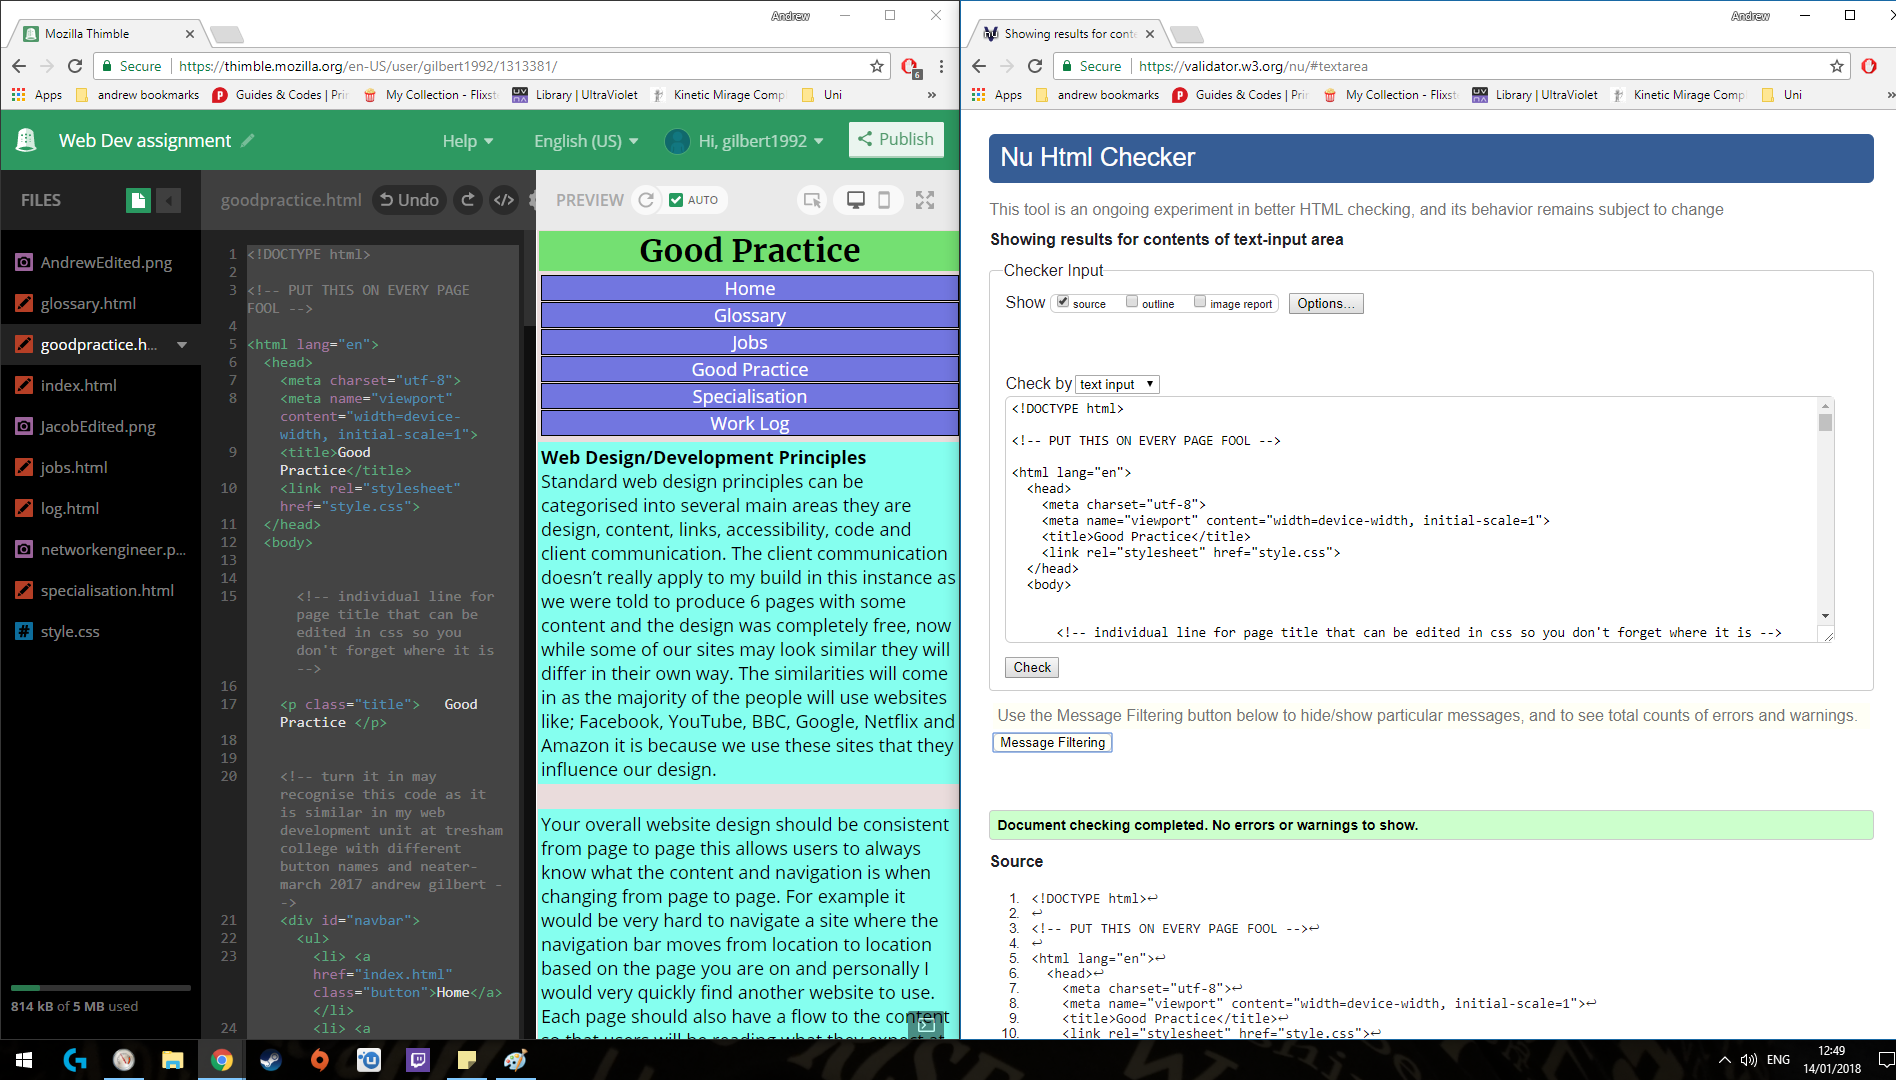 Andrew
Mozilla Thimble
Secure https://thimble.mozilla.org/en-US/user/gilbert1992/1313381/
6
Apps andrew bookmarks Guides & Codes | Pri My Collection - Flixst Library | UltraViolet Kinetic Mirage Comp Uni »
Web Dev assignment Help English (US) Hi, gilbert1992 Publish
FILES
goodpractice.html Undo
PREVIEW AUTO
AndrewEdited.png
glossary.html
goodpractice.h...
index.html
JacobEdited.png
jobs.html
log.html
networkengineer.p...
specialisation.html
style.css
814 kB of 5 MB used
1 <!DOCTYPE html>
2
3 <!-- PUT THIS ON EVERY PAGE
FOOL -->
4
5 <html lang="en">
6 <head>
7 <meta charset="utf-8">
8 <meta name="viewport"
content="width=device-
width, initial-scale=1">
9 <title>Good
Practice</title>
10 <link rel="stylesheet"
href="style.css">
11 </head>
12 <body>
13
14
15 <!-- individual line for
page title that can be
edited in css so you
don't forget where it is
-->
16
17 <p class="title"> Good
Practice </p>
18
19
20 <!-- turn it in may
recognise this code as it
is similar in my web
development unit at tresham
college with different
button names and neater-
march 2017 andrew gilbert -
->
21 <div id="navbar">
22 <ul>
23 <li> <a
href="index.html"
class="button">Home</a>
</li>
24 <li> <a
Good Practice
Home
Glossary
Jobs
Good Practice
Specialisation
Work Log
Web Design/Development Principles
Standard web design principles can be
categorised into several main areas they are
design, content, links, accessibility, code and
client communication. The client communication
doesn’t really apply to my build in this instance as
we were told to produce 6 pages with some
content and the design was completely free, now
while some of our sites may look similar they will
differ in their own way. The similarities will come
in as the majority of the people will use websites
like; Facebook, YouTube, BBC, Google, Netflix and
Amazon it is because we use these sites that they
influence our design.
Your overall website design should be consistent
from page to page this allows users to always
know what the content and navigation is when
changing from page to page. For example it
would be very hard to navigate a site where the
navigation bar moves from location to location
based on the page you are on and personally I
would very quickly find another website to use.
Each page should also have a flow to the content
so that users will be reading what they expect at
Andrew
Showing results for conte
Secure https://validator.w3.org/nu/#textarea
Apps andrew bookmarks Guides & Codes | Pri My Collection - Flixst Library | UltraViolet Kinetic Mirage Comp Uni »
Nu Html Checker
This tool is an ongoing experiment in better HTML checking, and its behavior remains subject to change
Showing results for contents of text-input area
Checker Input
Show source outline image report Options...
Check by text input
<!DOCTYPE html>
<!-- PUT THIS ON EVERY PAGE FOOL -->
<html lang="en">
<head>
<meta charset="utf-8">
<meta name="viewport" content="width=device-width, initial-scale=1">
<title>Good Practice</title>
<link rel="stylesheet" href="style.css">
</head>
<body>
<!-- individual line for page title that can be edited in css so you don't forget where it is -->
Check
Use the Message Filtering button below to hide/show particular messages, and to see total counts of errors and warnings.
Message Filtering
Document checking completed. No errors or warnings to show.
Source
1. <!DOCTYPE html>↩
2. ↩
3. <!-- PUT THIS ON EVERY PAGE FOOL -->↩
4. ↩
5. <html lang="en">↩
6. <head>↩
7. <meta charset="utf-8">↩
8. <meta name="viewport" content="width=device-width, initial-scale=1">↩
9. <title>Good Practice</title>↩
10. <link rel="stylesheet" href="style.css">↩
ENG
12:49
14/01/2018